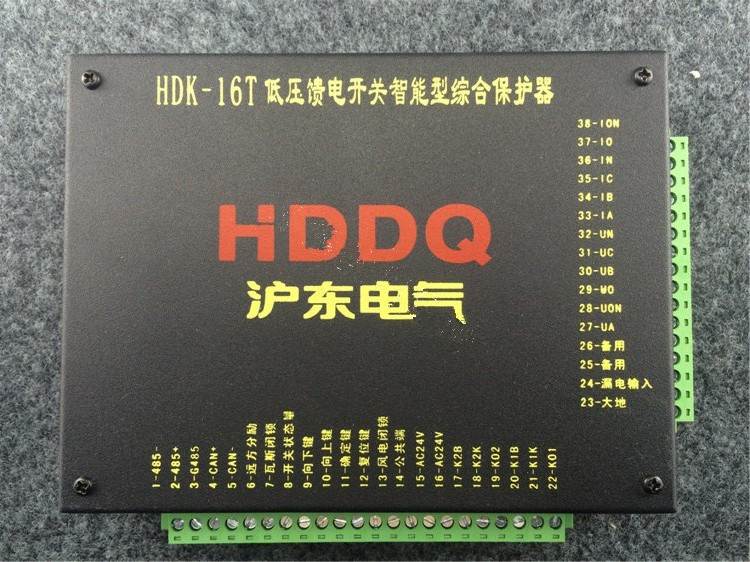 HDK-16T 低压馈电开关智能型综合保护器
38-ION
37-IO
36-IN
35-IC
34-IB
33-IA
32-UN
31-UC
30-UB
29-WO
28-UON
27-UA
26-备用
25-备用
24-漏电输入
23-大地
HDDQ
沪东电气
1-485-
2-485+
3-G485
4-CAN+
5-CAN-
6-远方分励
7-瓦斯闭锁
8-开关状态量
9-向下键
10-向上键
11-确定键
12-复位键
13-风电闭锁
14-公共端
15-AC24V
16-AC24V
17-K2B
18-K2K
19-K02
20-K1B
21-K1K
22-K01